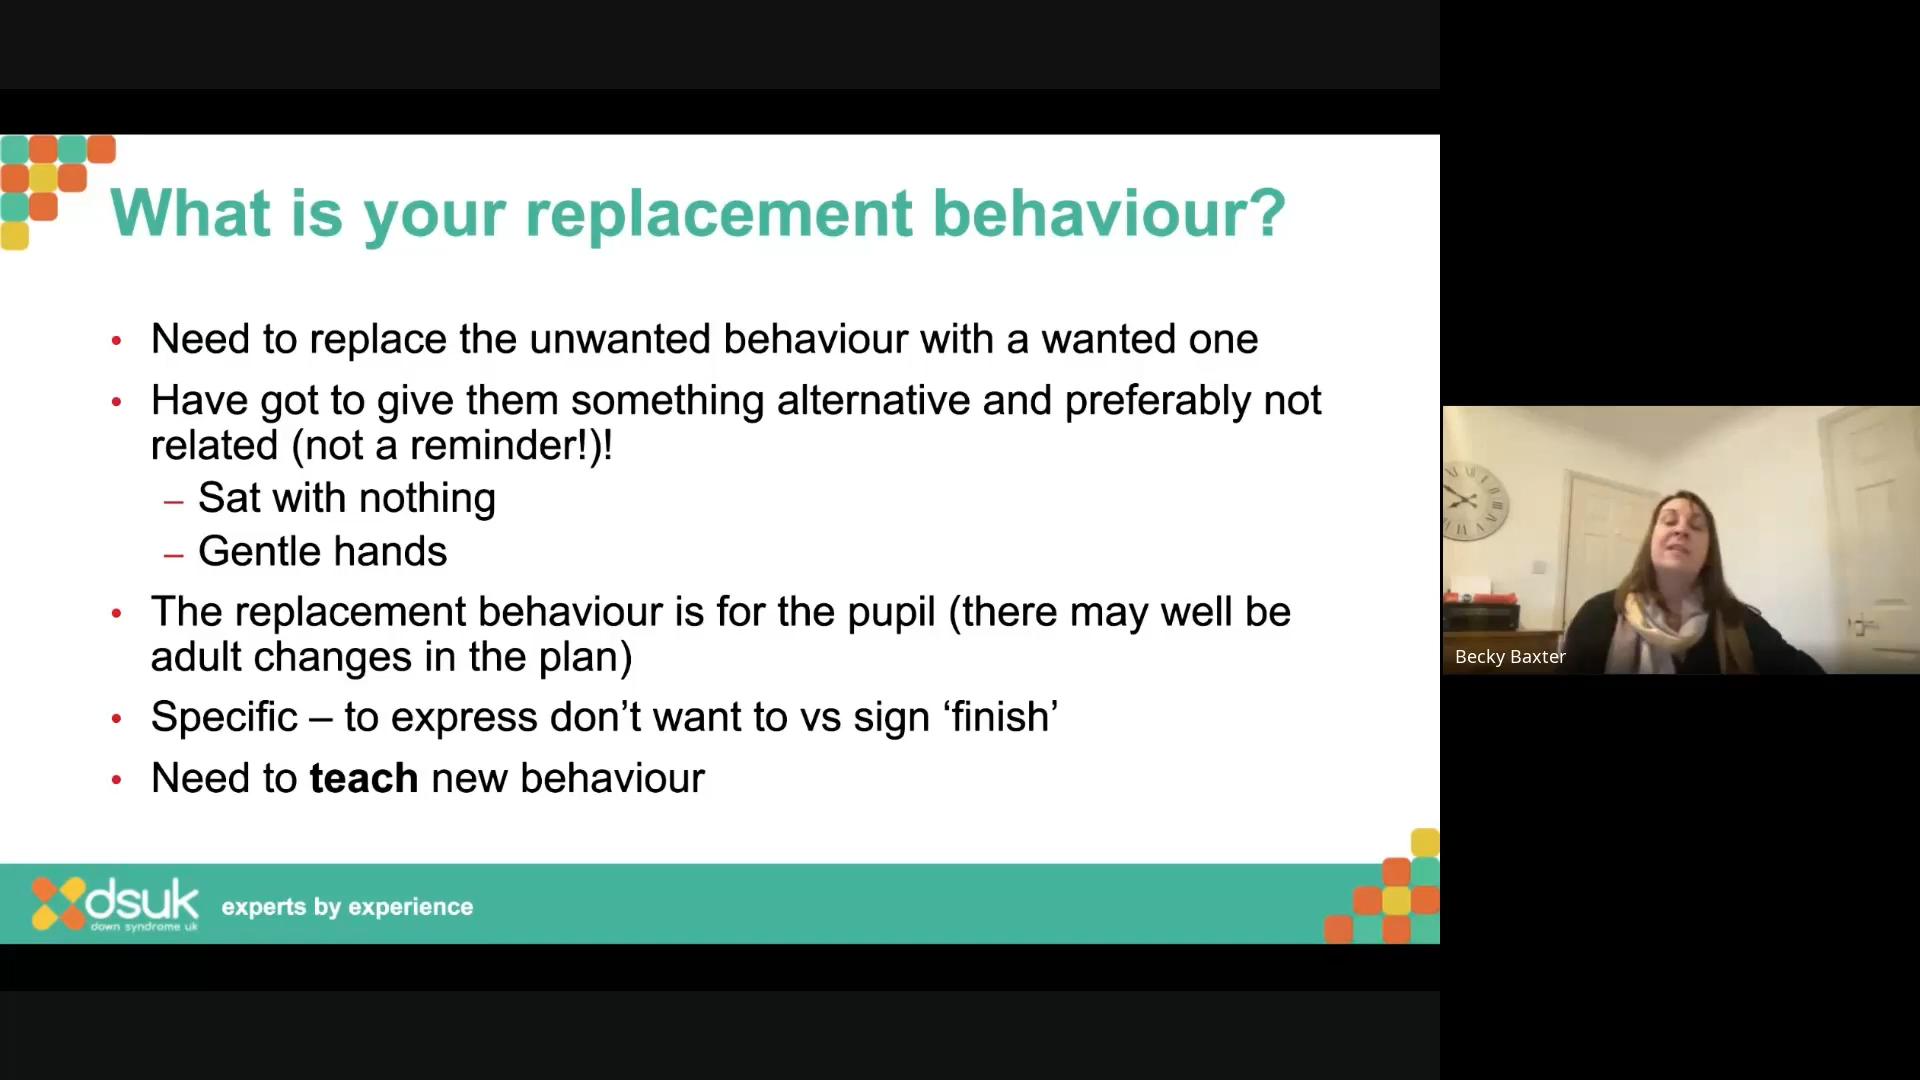 What is your replacement behaviour?
• Need to replace the unwanted behaviour with a wanted one
• Have got to give them something alternative and preferably not
related (not a reminder!)!
– Sat with nothing
– Gentle hands
• The replacement behaviour is for the pupil (there may well be
adult changes in the plan)
• Specific – to express don’t want to vs sign ‘finish’
• Need to teach new behaviour
dsuk
down syndrome uk
experts by experience
Becky Baxter